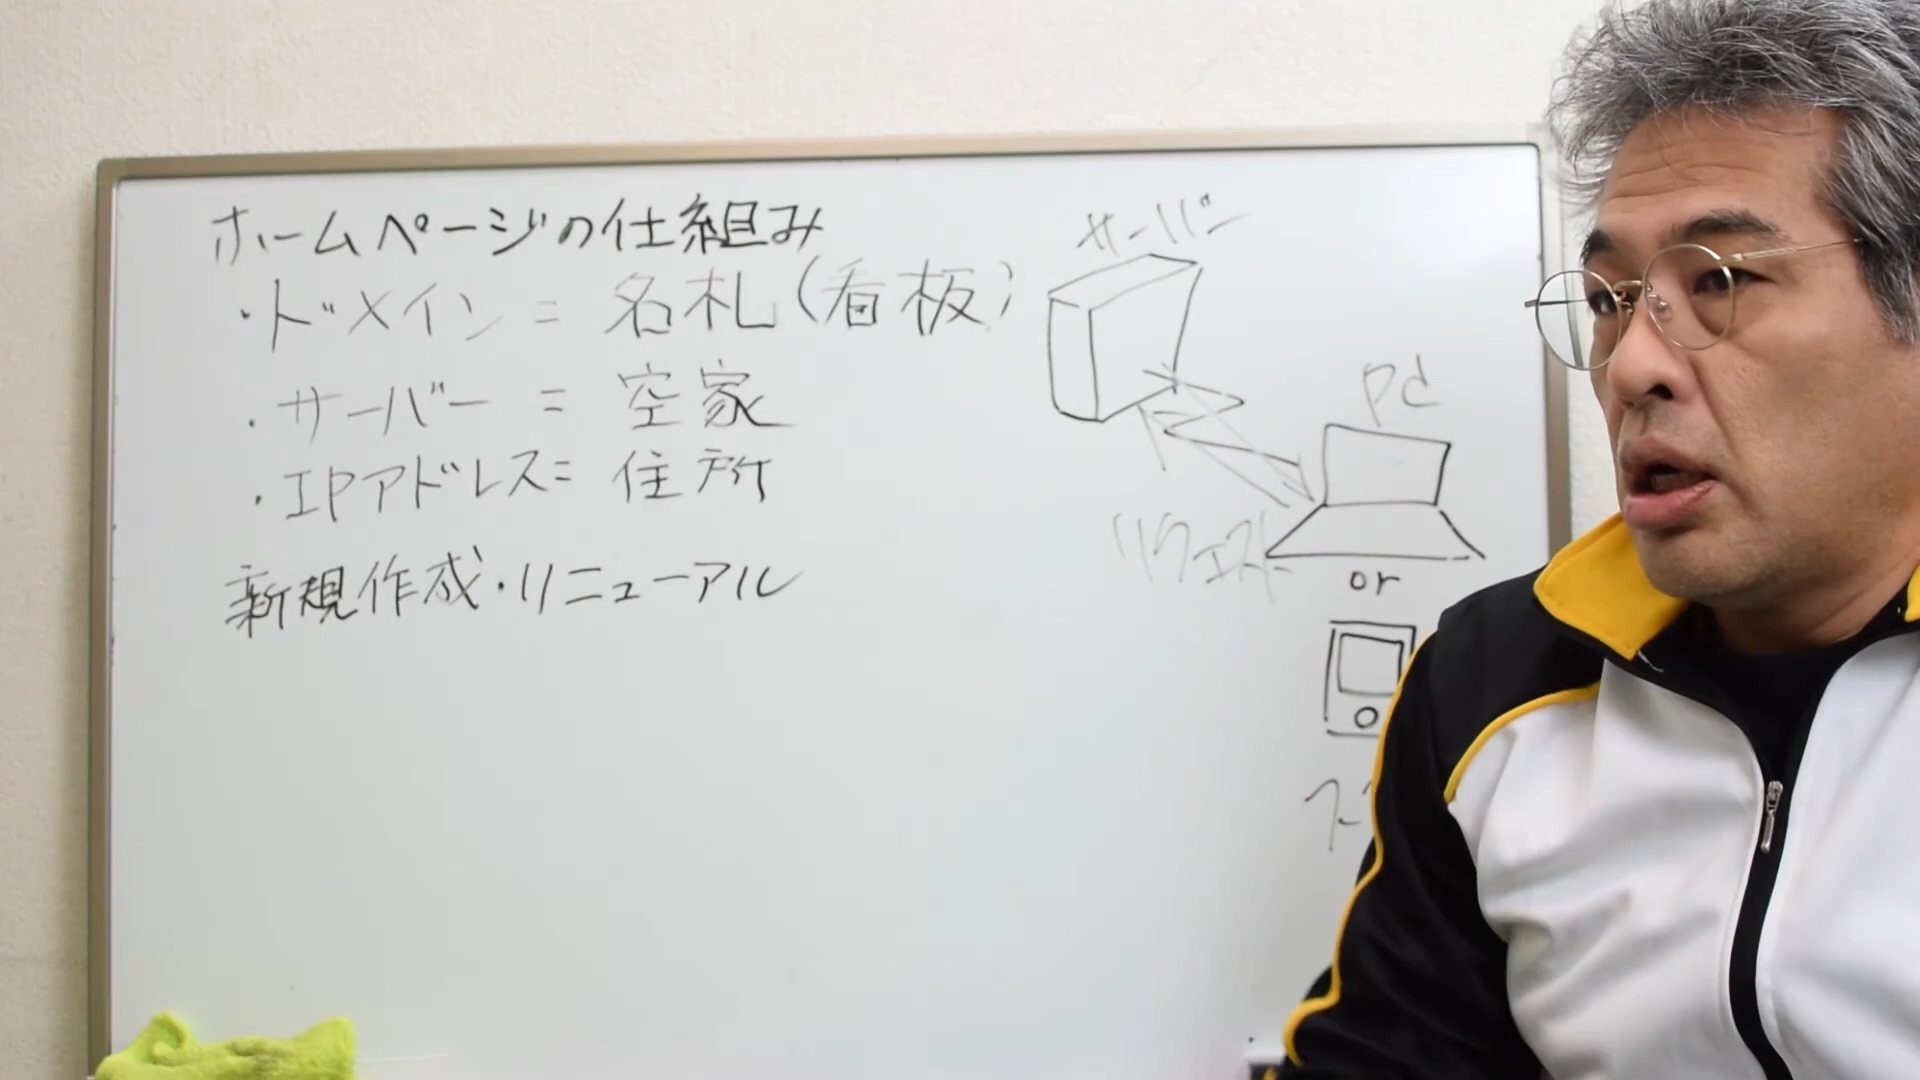 ホームページの仕組み
・ドメイン = 名札(看板)
・サーバー = 空家
・IPアドレス= 住所
新規作成・リニューアル
サーバー
PC
リクエスト
or